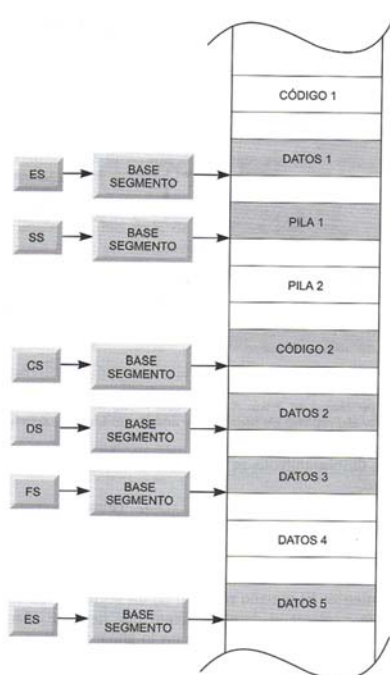 CÓDIGO 1
DATOS 1
ES
BASE
SEGMENTO
PILA 1
SS
BASE
SEGMENTO
PILA 2
CÓDIGO 2
CS
BASE
SEGMENTO
DATOS 2
DS
BASE
SEGMENTO
DATOS 3
FS
BASE
SEGMENTO
DATOS 4
DATOS 5
ES
BASE
SEGMENTO